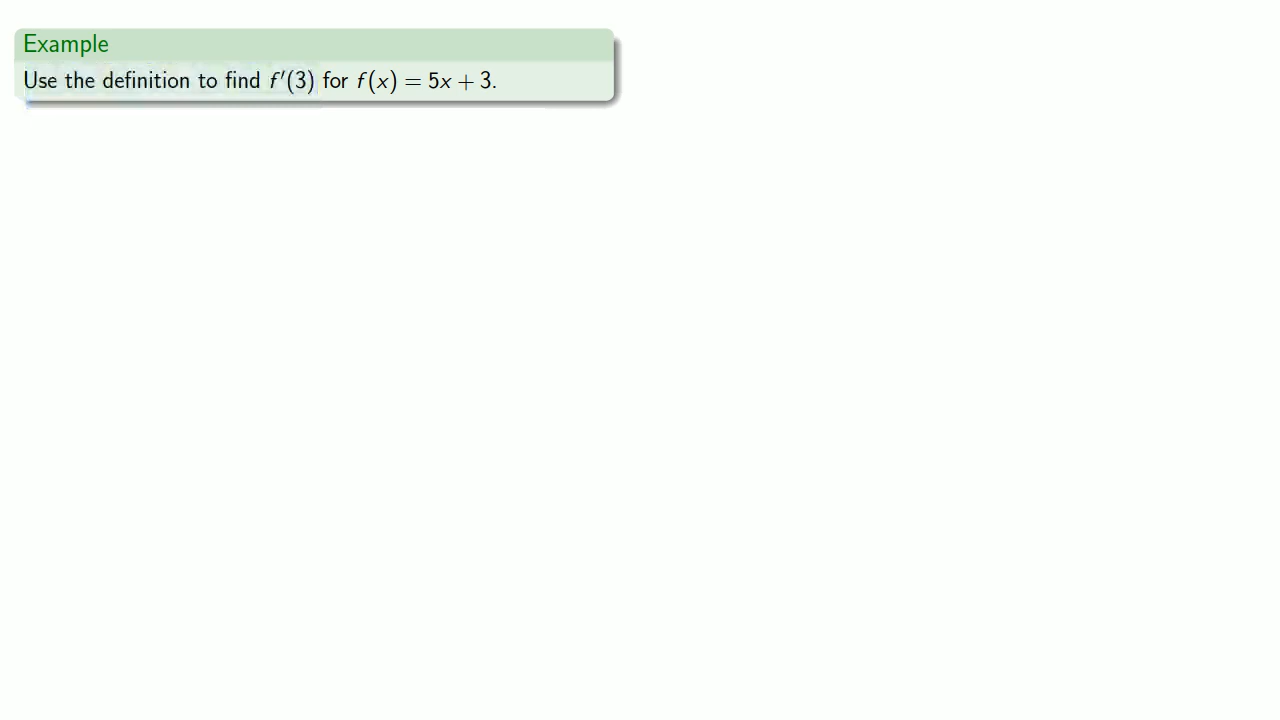 Example
Use the definition to find f′(3) for f(x) = 5x + 3.